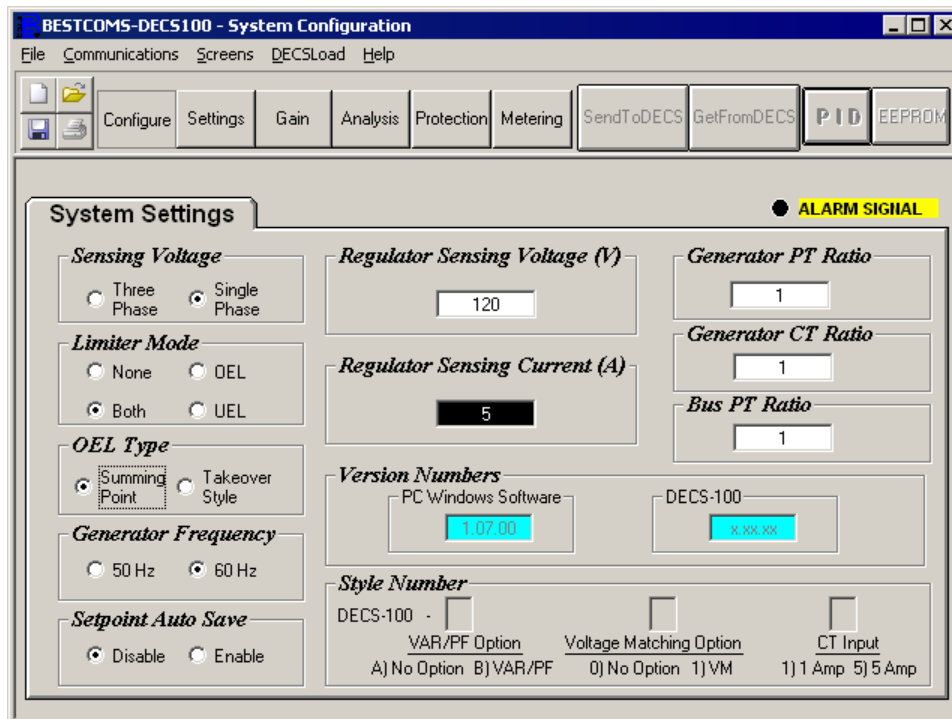 BESTCOMS-DECS100 - System Configuration
File Communications Screens DECSLoad Help
Configure Settings Gain Analysis Protection Metering SendToDECS GetFromDECS PID EEPROM
System Settings
ALARM SIGNAL
Sensing Voltage
Three Phase
Single Phase
Limiter Mode
None
OEL
Both
UEL
OEL Type
Summing Point
Takeover Style
Generator Frequency
50 Hz
60 Hz
Setpoint Auto Save
Disable
Enable
Regulator Sensing Voltage (V)
120
Regulator Sensing Current (A)
5
Generator PT Ratio
1
Generator CT Ratio
1
Bus PT Ratio
1
Version Numbers
PC Windows Software
1.07.00
DECS-100
x.xx.xx
Style Number
DECS-100 -
VAR/PF Option
A) No Option B) VAR/PF
Voltage Matching Option
0) No Option 1) VM
CT Input
1) 1 Amp 5) 5 Amp